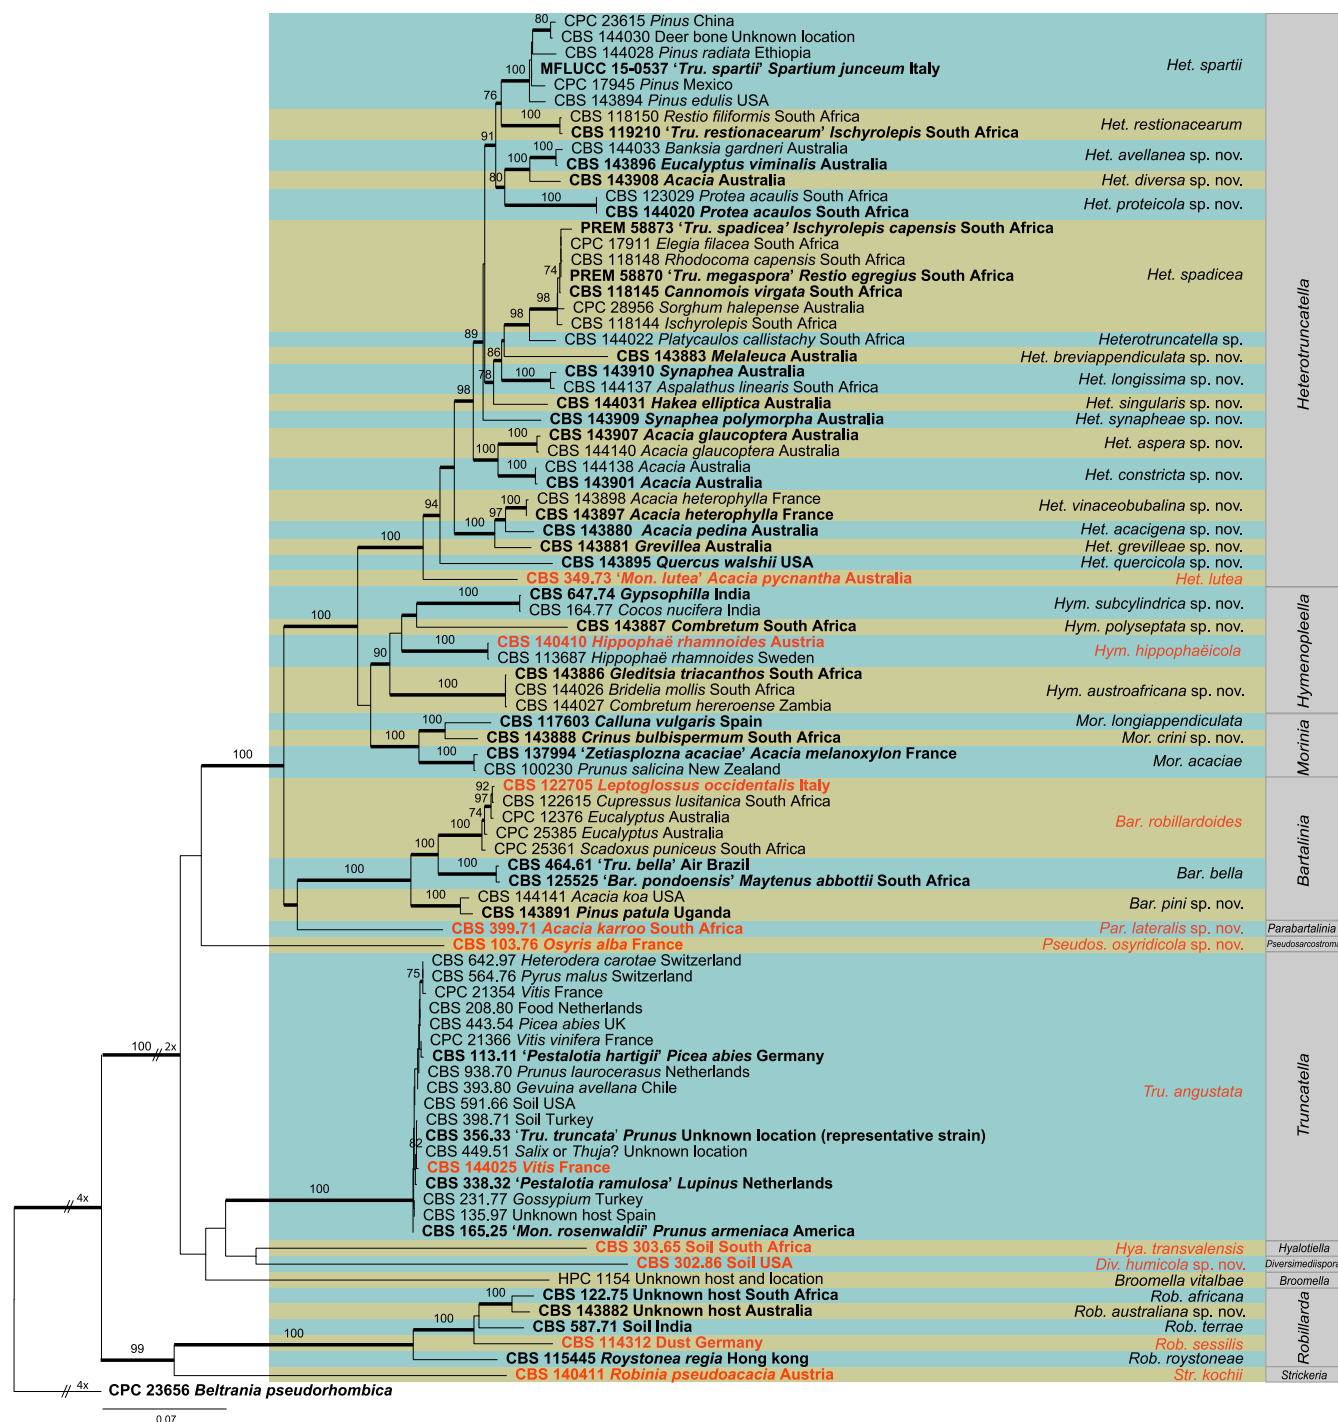 80 CPC 23615 Pinus China
CBS 144030 Deer bone Unknown location
CBS 144028 Pinus radiata Ethiopia
100 MFLUCC 15-0537 ‘Tru. spartii’ Spartium junceum Italy Het. spartii
CPC 17945 Pinus Mexico
76 CBS 143894 Pinus edulis USA
100 CBS 118150 Restio filiformis South Africa
CBS 119210 ‘Tru. restionacearum’ Ischyrolepis South Africa Het. restionacearum
91 100 CBS 144033 Banksia gardneri Australia
100 CBS 143896 Eucalyptus viminalis Australia Het. avellanea sp. nov.
80 CBS 143908 Acacia Australia Het. diversa sp. nov.
100 CBS 123029 Protea acaulis South Africa
CBS 144020 Protea acaulos South Africa Het. proteicola sp. nov.
PREM 58873 ‘Tru. spadicea’ Ischyrolepis capensis South Africa
CPC 17911 Elegia filacea South Africa
CBS 118148 Rhodocoma capensis South Africa
74 PREM 58870 ‘Tru. megaspora’ Restio egregius South Africa Het. spadicea
CBS 118145 Cannomois virgata South Africa
98 CPC 28956 Sorghum halepense Australia
98 CBS 118144 Ischyrolepis South Africa
89 CBS 144022 Platycaulos callistachy South Africa Heterotruncatella sp.
86 CBS 143883 Melaleuca Australia Het. breviappendiculata sp. nov.
78 100 CBS 143910 Synaphea Australia
98 CBS 144137 Aspalathus linearis South Africa Het. longissima sp. nov.
CBS 144031 Hakea elliptica Australia Het. singularis sp. nov.
CBS 143909 Synaphea polymorpha Australia Het. synapheae sp. nov.
100 CBS 143907 Acacia glaucoptera Australia
100 CBS 144140 Acacia glaucoptera Australia Het. aspera sp. nov.
100 CBS 144138 Acacia Australia
CBS 143901 Acacia Australia Het. constricta sp. nov.
94 100 CBS 143898 Acacia heterophylla France
97 CBS 143897 Acacia heterophylla France Het. vinaceobubalina sp. nov.
100 CBS 143880 Acacia pedina Australia Het. acacigena sp. nov.
100 CBS 143881 Grevillea Australia Het. grevilleae sp. nov.
CBS 143895 Quercus walshii USA Het. quercicola sp. nov.
CBS 349.73 ‘Mon. lutea’ Acacia pycnantha Australia Het. lutea
Heterotruncatella
100 CBS 647.74 Gypsophilla India
CBS 164.77 Cocos nucifera India Hym. subcylindrica sp. nov.
100 CBS 143887 Combretum South Africa Hym. polyseptata sp. nov.
100 CBS 140410 Hippophaë rhamnoides Austria
90 CBS 113687 Hippophaë rhamnoides Sweden Hym. hippophaëicola
CBS 143886 Gleditsia triacanthos South Africa
100 CBS 144026 Bridelia mollis South Africa Hym. austroafricana sp. nov.
CBS 144027 Combretum hereroense Zambia
Hymenopleella
100 CBS 117603 Calluna vulgaris Spain Mor. longiappendiculata
CBS 143888 Crinus bulbispermum South Africa Mor. crini sp. nov.
100 CBS 137994 ‘Zetiasplozna acaciae’ Acacia melanoxylon France
100 CBS 100230 Prunus salicina New Zealand Mor. acaciae
Morinia
92 CBS 122705 Leptoglossus occidentalis Italy
97 CBS 122615 Cupressus lusitanica South Africa
74 CPC 12376 Eucalyptus Australia Bar. robillardoides
100 CPC 25385 Eucalyptus Australia
CPC 25361 Scadoxus puniceus South Africa
100 100 CBS 464.61 ‘Tru. bella’ Air Brazil
CBS 125525 ‘Bar. pondoensis’ Maytenus abbottii South Africa Bar. bella
100 CBS 144141 Acacia koa USA
100 CBS 143891 Pinus patula Uganda Bar. pini sp. nov.
Bartalinia
CBS 399.71 Acacia karroo South Africa Par. lateralis sp. nov. Parabartalinia
CBS 103.76 Osyris alba France Pseudos. osyridicola sp. nov. Pseudosarcostroma
CBS 642.97 Heterodera carotae Switzerland
75 CBS 564.76 Pyrus malus Switzerland
CPC 21354 Vitis France
CBS 208.80 Food Netherlands
CBS 443.54 Picea abies UK
CPC 21366 Vitis vinifera France
100 2x CBS 113.11 ‘Pestalotia hartigii’ Picea abies Germany
CBS 938.70 Prunus laurocerasus Netherlands
CBS 393.80 Gevuina avellana Chile Tru. angustata
CBS 591.66 Soil USA
CBS 398.71 Soil Turkey
CBS 356.33 ‘Tru. truncata’ Prunus Unknown location (representative strain)
82 CBS 449.51 Salix or Thuja? Unknown location
CBS 144025 Vitis France
CBS 338.32 ‘Pestalotia ramulosa’ Lupinus Netherlands
4x 100 CBS 231.77 Gossypium Turkey
CBS 135.97 Unknown host Spain
CBS 165.25 ‘Mon. rosenwaldii’ Prunus armeniaca America
Truncatella
CBS 303.65 Soil South Africa Hya. transvalensis Hyalotiella
CBS 302.86 Soil USA Div. humicola sp. nov. Diversimediispora
HPC 1154 Unknown host and location Broomella vitalbae Broomella
100 CBS 122.75 Unknown host South Africa Rob. africana
CBS 143882 Unknown host Australia Rob. australiana sp. nov.
100 CBS 587.71 Soil India Rob. terrae
100 CBS 114312 Dust Germany Rob. sessilis
99 CBS 115445 Roystonea regia Hong kong Rob. roystoneae
Robillarda
CBS 140411 Robinia pseudoacacia Austria Str. kochii Strickeria
4x CPC 23656 Beltrania pseudorhombica
0.07